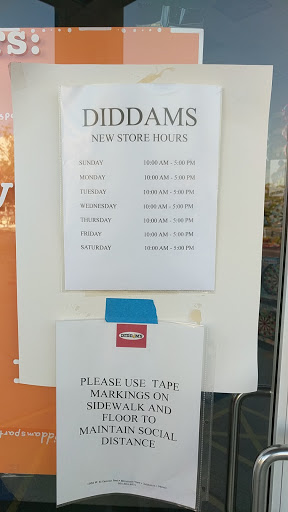 rs:
DIDDAMS
NEW STORE HOURS
SUNDAY 10:00 AM - 5:00 PM
MONDAY 10:00 AM - 5:00 PM
TUESDAY 10:00 AM - 5:00 PM
WEDNESDAY 10:00 AM - 5:00 PM
THURSDAY 10:00 AM - 5:00 PM
FRIDAY 10:00 AM - 5:00 PM
SATURDAY 10:00 AM - 5:00 PM
DIDDAMS
PLEASE USE TAPE
MARKINGS ON
SIDEWALK AND
FLOOR TO
MAINTAIN SOCIAL
DISTANCE
ddamspart